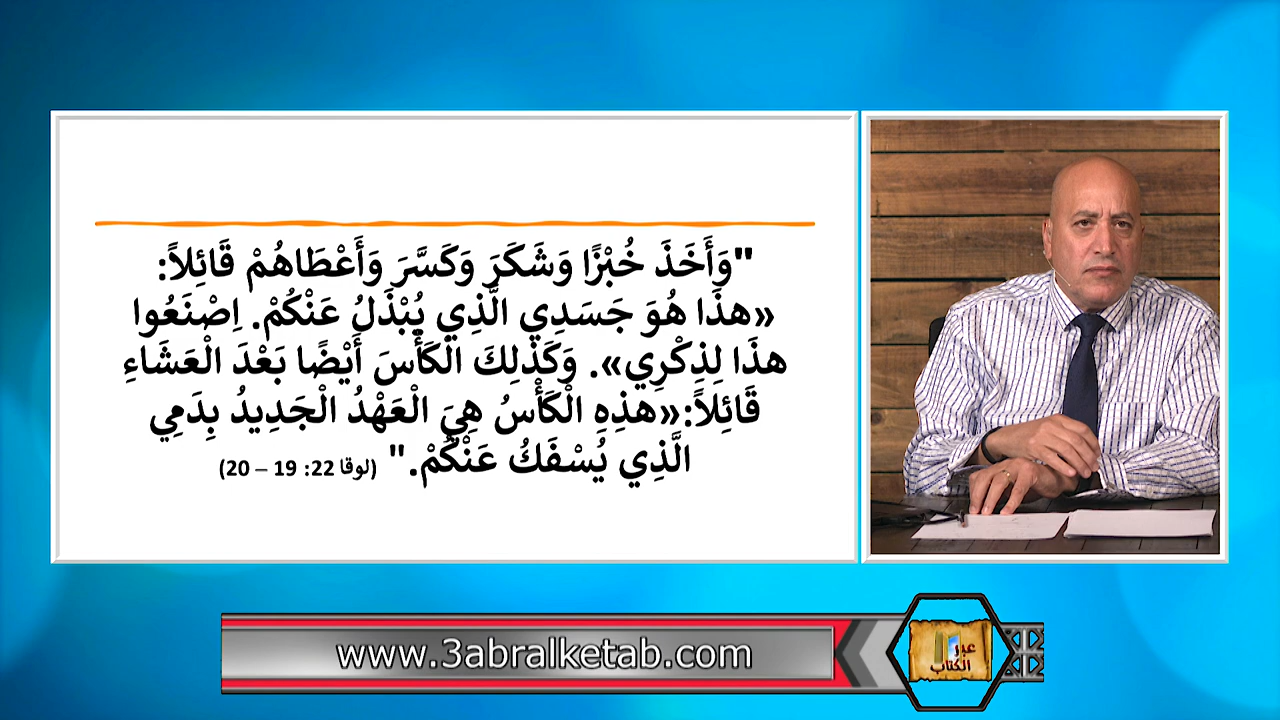 "وَأَخَذَ خُبْزًا وَشَكَرَ وَكَسَّرَ وَأَعْطَاهُمْ قَائِلاً:
«هذَا هُوَ جَسَدِي الَّذِي يُبْذَلُ عَنْكُمْ. اِصْنَعُوا
هذَا لِذِكْرِي». وَكَذلِكَ الْكَأْسَ أَيْضًا بَعْدَ الْعَشَاءِ
قَائِلاً:«هذِهِ الْكَأْسُ هِيَ الْعَهْدُ الْجَدِيدُ بِدَمِي
الَّذِي يُسْفَكُ عَنْكُمْ." (لوقا 22: 19 – 20)
www.3abralketab.com
عبر
الكتاب